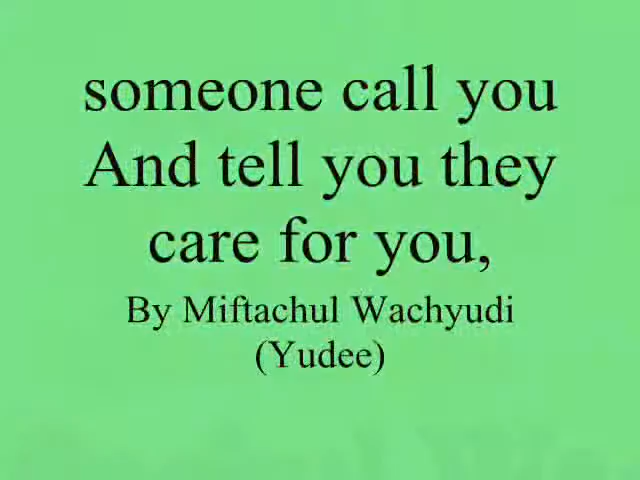 someone call you
And tell you they
care for you,
By Miftachul Wachyudi
(Yudee)